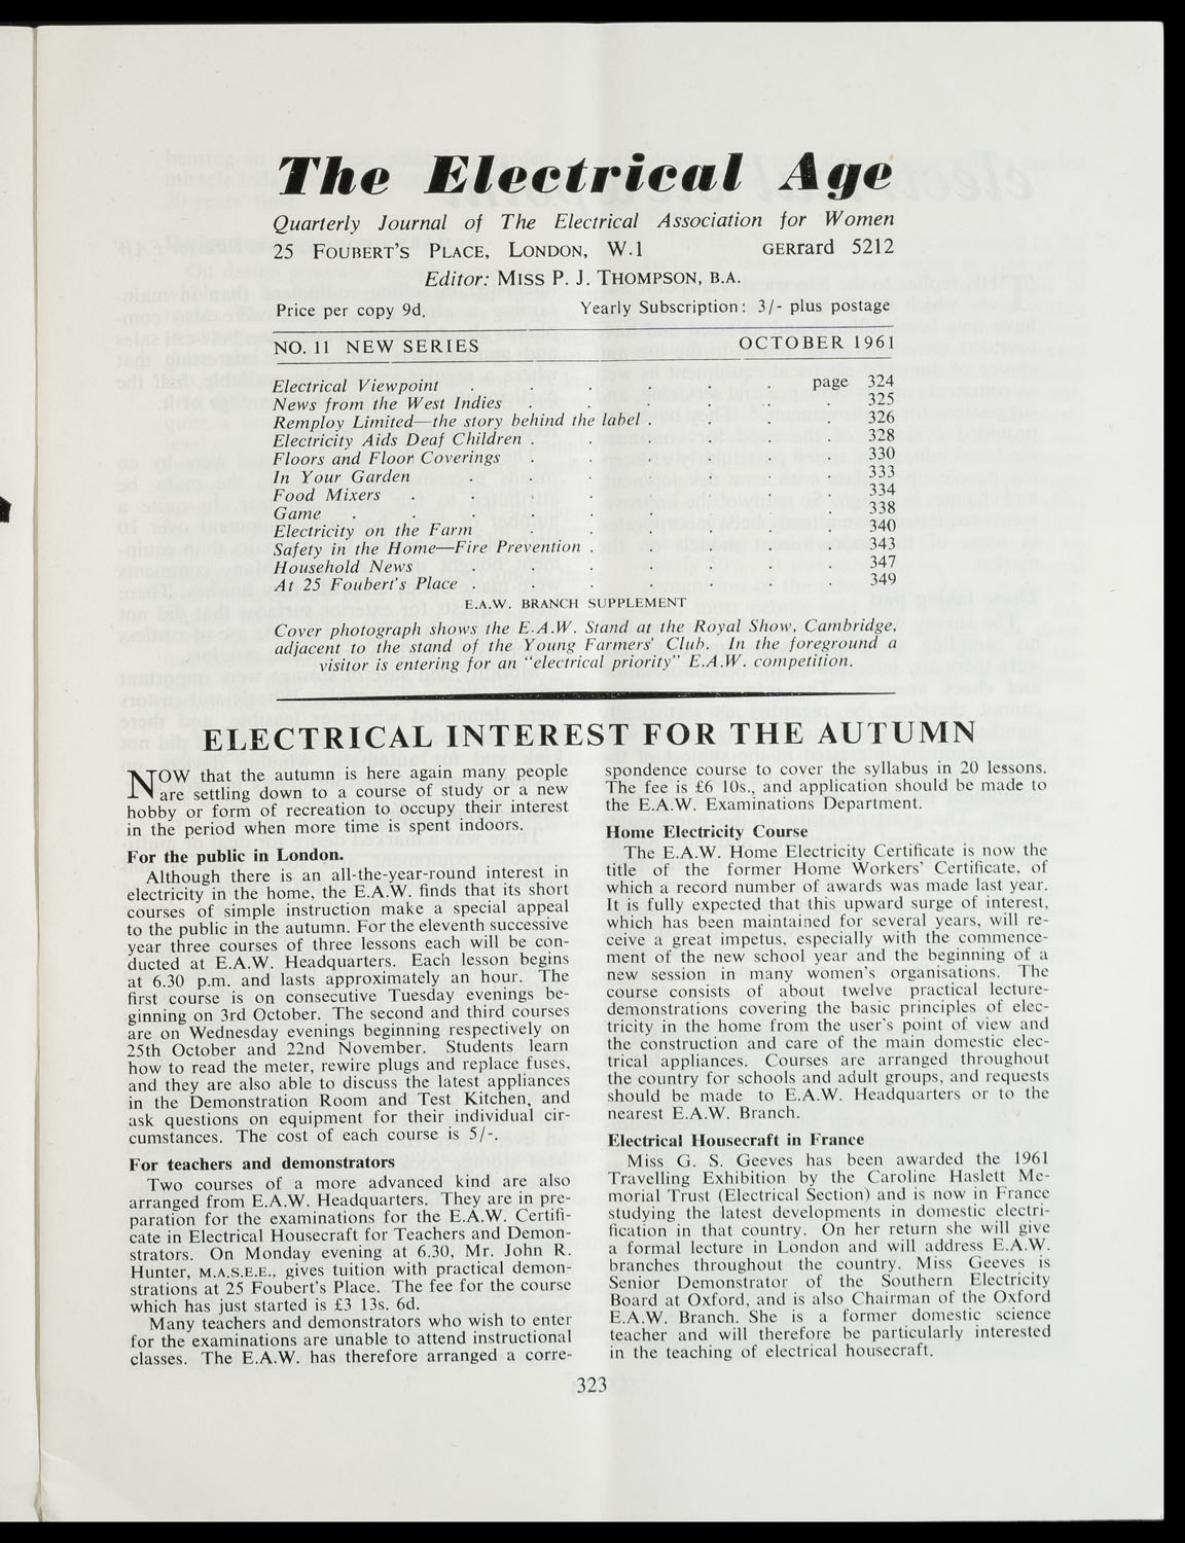 The Electrical Age
Quarterly Journal of The Electrical Association for Women
25 FOUBERT'S PLACE, LONDON, W.1 GERrard 5212
Editor: MISS P. J. THOMPSON, B.A.
Price per copy 9d. Yearly Subscription: 3/- plus postage
NO. 11 NEW SERIES OCTOBER 1961
Electrical Viewpoint . . . . . . page 324
News from the West Indies . . . . . . 325
Remploy Limited—the story behind the label . . . . 326
Electricity Aids Deaf Children . . . . . . 328
Floors and Floor Coverings . . . . . . 330
In Your Garden . . . . . . . 333
Food Mixers . . . . . . . . 334
Game . . . . . . . . . 338
Electricity on the Farm . . . . . . . 340
Safety in the Home—Fire Prevention . . . . . 343
Household News . . . . . . . 347
At 25 Foubert's Place . . . . . . . 349
E.A.W. BRANCH SUPPLEMENT
Cover photograph shows the E.A.W. Stand at the Royal Show, Cambridge,
adjacent to the stand of the Young Farmers' Club. In the foreground a
visitor is entering for an "electrical priority" E.A.W. competition.
ELECTRICAL INTEREST FOR THE AUTUMN
NOW that the autumn is here again many people
are settling down to a course of study or a new
hobby or form of recreation to occupy their interest
in the period when more time is spent indoors.
For the public in London.
Although there is an all-the-year-round interest in
electricity in the home, the E.A.W. finds that its short
courses of simple instruction make a special appeal
to the public in the autumn. For the eleventh successive
year three courses of three lessons each will be con-
ducted at E.A.W. Headquarters. Each lesson begins
at 6.30 p.m. and lasts approximately an hour. The
first course is on consecutive Tuesday evenings be-
ginning on 3rd October. The second and third courses
are on Wednesday evenings beginning respectively on
25th October and 22nd November. Students learn
how to read the meter, rewire plugs and replace fuses,
and they are also able to discuss the latest appliances
in the Demonstration Room and Test Kitchen, and
ask questions on equipment for their individual cir-
cumstances. The cost of each course is 5/-.
For teachers and demonstrators
Two courses of a more advanced kind are also
arranged from E.A.W. Headquarters. They are in pre-
paration for the examinations for the E.A.W. Certifi-
cate in Electrical Housecraft for Teachers and Demon-
strators. On Monday evening at 6.30, Mr. John R.
Hunter, M.A.S.E.E., gives tuition with practical demon-
strations at 25 Foubert's Place. The fee for the course
which has just started is £3 13s. 6d.
Many teachers and demonstrators who wish to enter
for the examinations are unable to attend instructional
classes. The E.A.W. has therefore arranged a corre-
spondence course to cover the syllabus in 20 lessons.
The fee is £6 10s., and application should be made to
the E.A.W. Examinations Department.
Home Electricity Course
The E.A.W. Home Electricity Certificate is now the
title of the former Home Workers' Certificate, of
which a record number of awards was made last year.
It is fully expected that this upward surge of interest,
which has been maintained for several years, will re-
ceive a great impetus, especially with the commence-
ment of the new school year and the beginning of a
new session in many women's organisations. The
course consists of about twelve practical lecture-
demonstrations covering the basic principles of elec-
tricity in the home from the user's point of view and
the construction and care of the main domestic elec-
trical appliances. Courses are arranged throughout
the country for schools and adult groups, and requests
should be made to E.A.W. Headquarters or to the
nearest E.A.W. Branch.
Electrical Housecraft in France
Miss G. S. Geeves has been awarded the 1961
Travelling Exhibition by the Caroline Haslett Me-
morial Trust (Electrical Section) and is now in France
studying the latest developments in domestic electri-
fication in that country. On her return she will give
a formal lecture in London and will address E.A.W.
branches throughout the country. Miss Geeves is
Senior Demonstrator of the Southern Electricity
Board at Oxford, and is also Chairman of the Oxford
E.A.W. Branch. She is a former domestic science
teacher and will therefore be particularly interested
in the teaching of electrical housecraft.
323